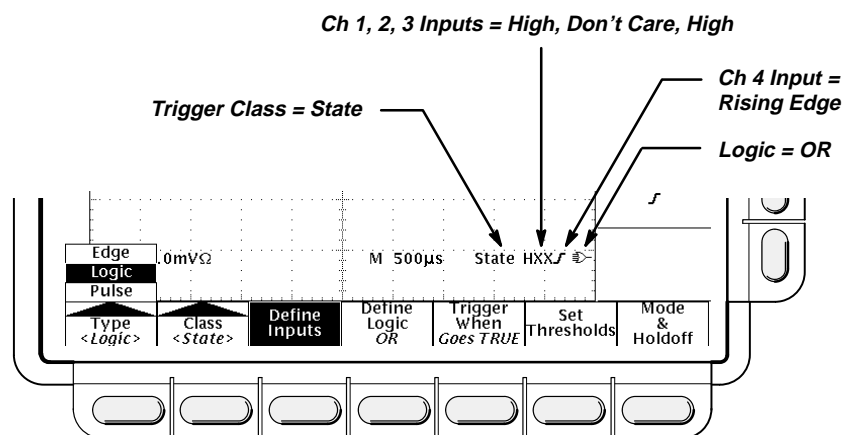 Ch 1, 2, 3 Inputs = High, Don't Care, High
Ch 4 Input =
Rising Edge
Trigger Class = State
Logic = OR
Edge
Logic
Pulse
.0mVΩ
M 500µs
State HXX
Type
<Logic>
Class
<State>
Define
Inputs
Define
Logic
OR
Trigger
When
Goes TRUE
Set
Thresholds
Mode
&
Holdoff